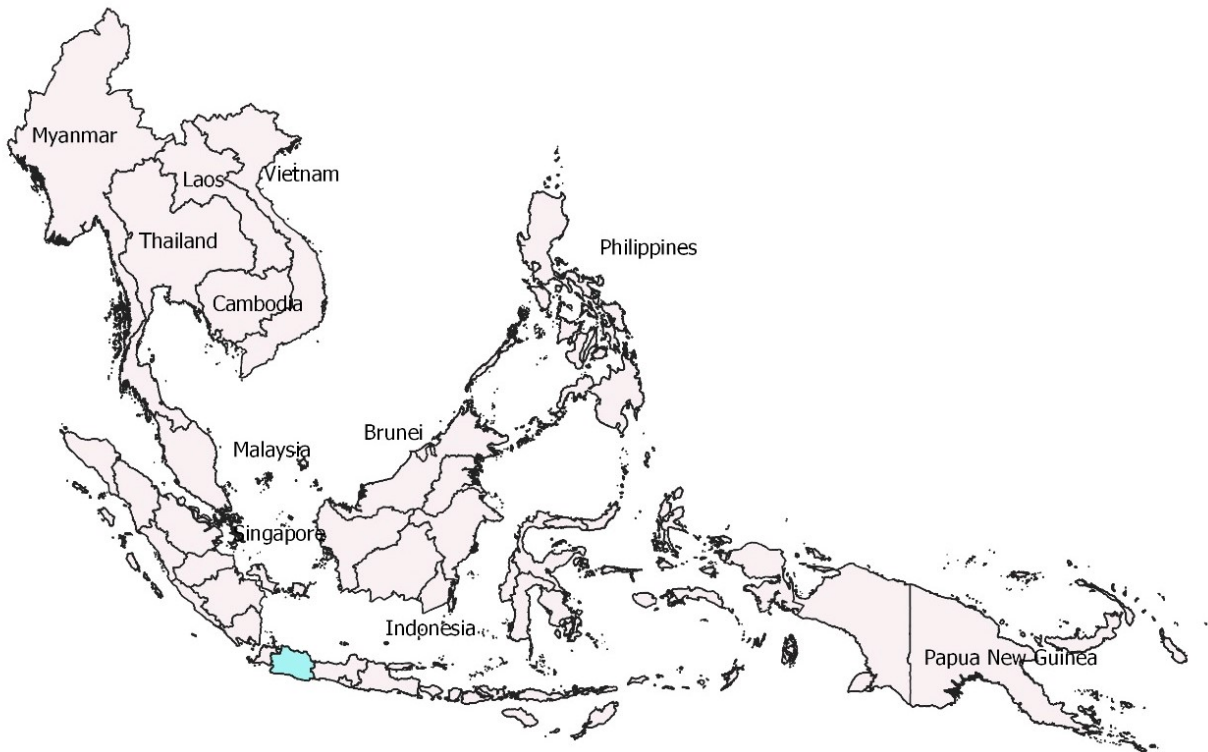 Myanmar
Laos
Vietnam
Thailand
Philippines
Cambodia
Brunei
Malaysia
Singapore
Indonesia
Papua New Guinea